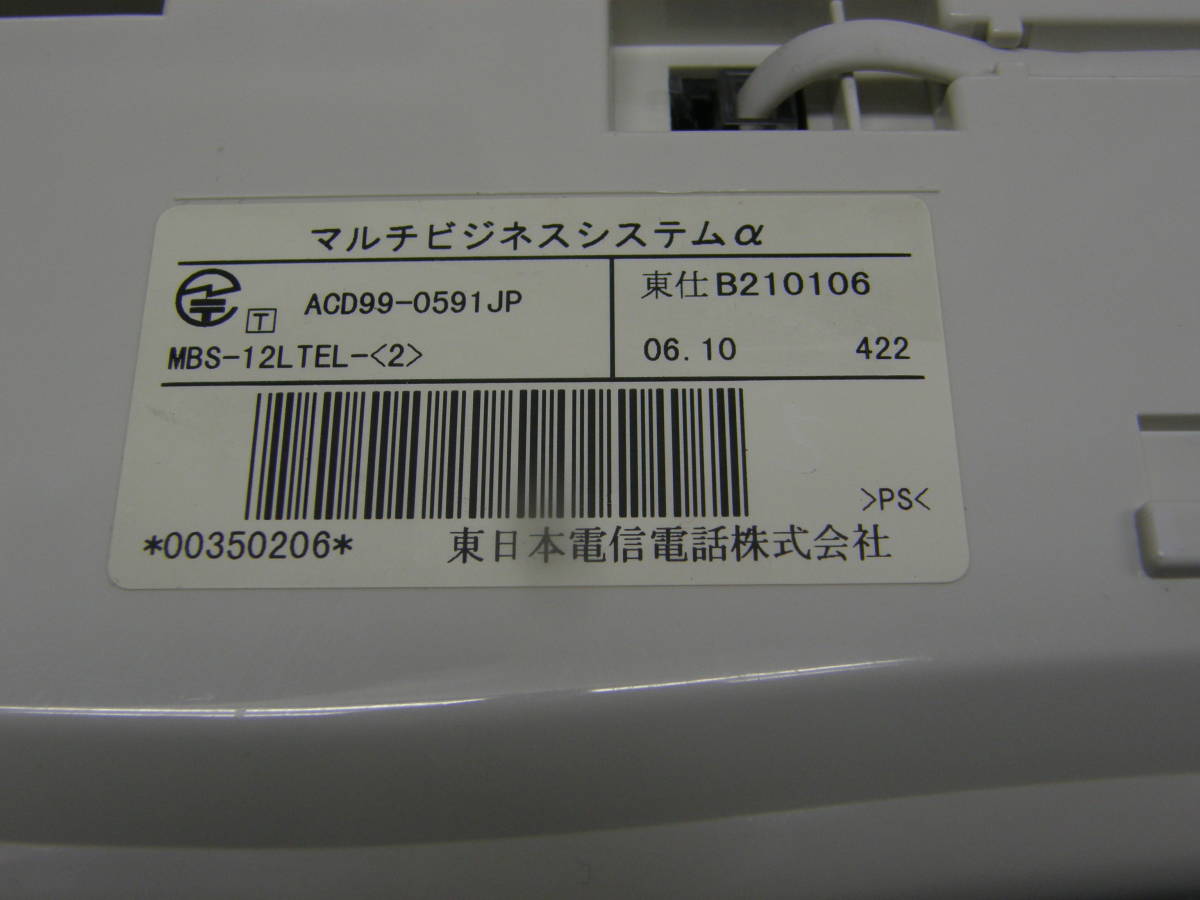 マルチビジネスシステムα
T ACD99-0591JP
MBS-12LTEL-<2>
東仕B210106
06.10 422
>PS<
*00350206* 東日本電信電話株式会社